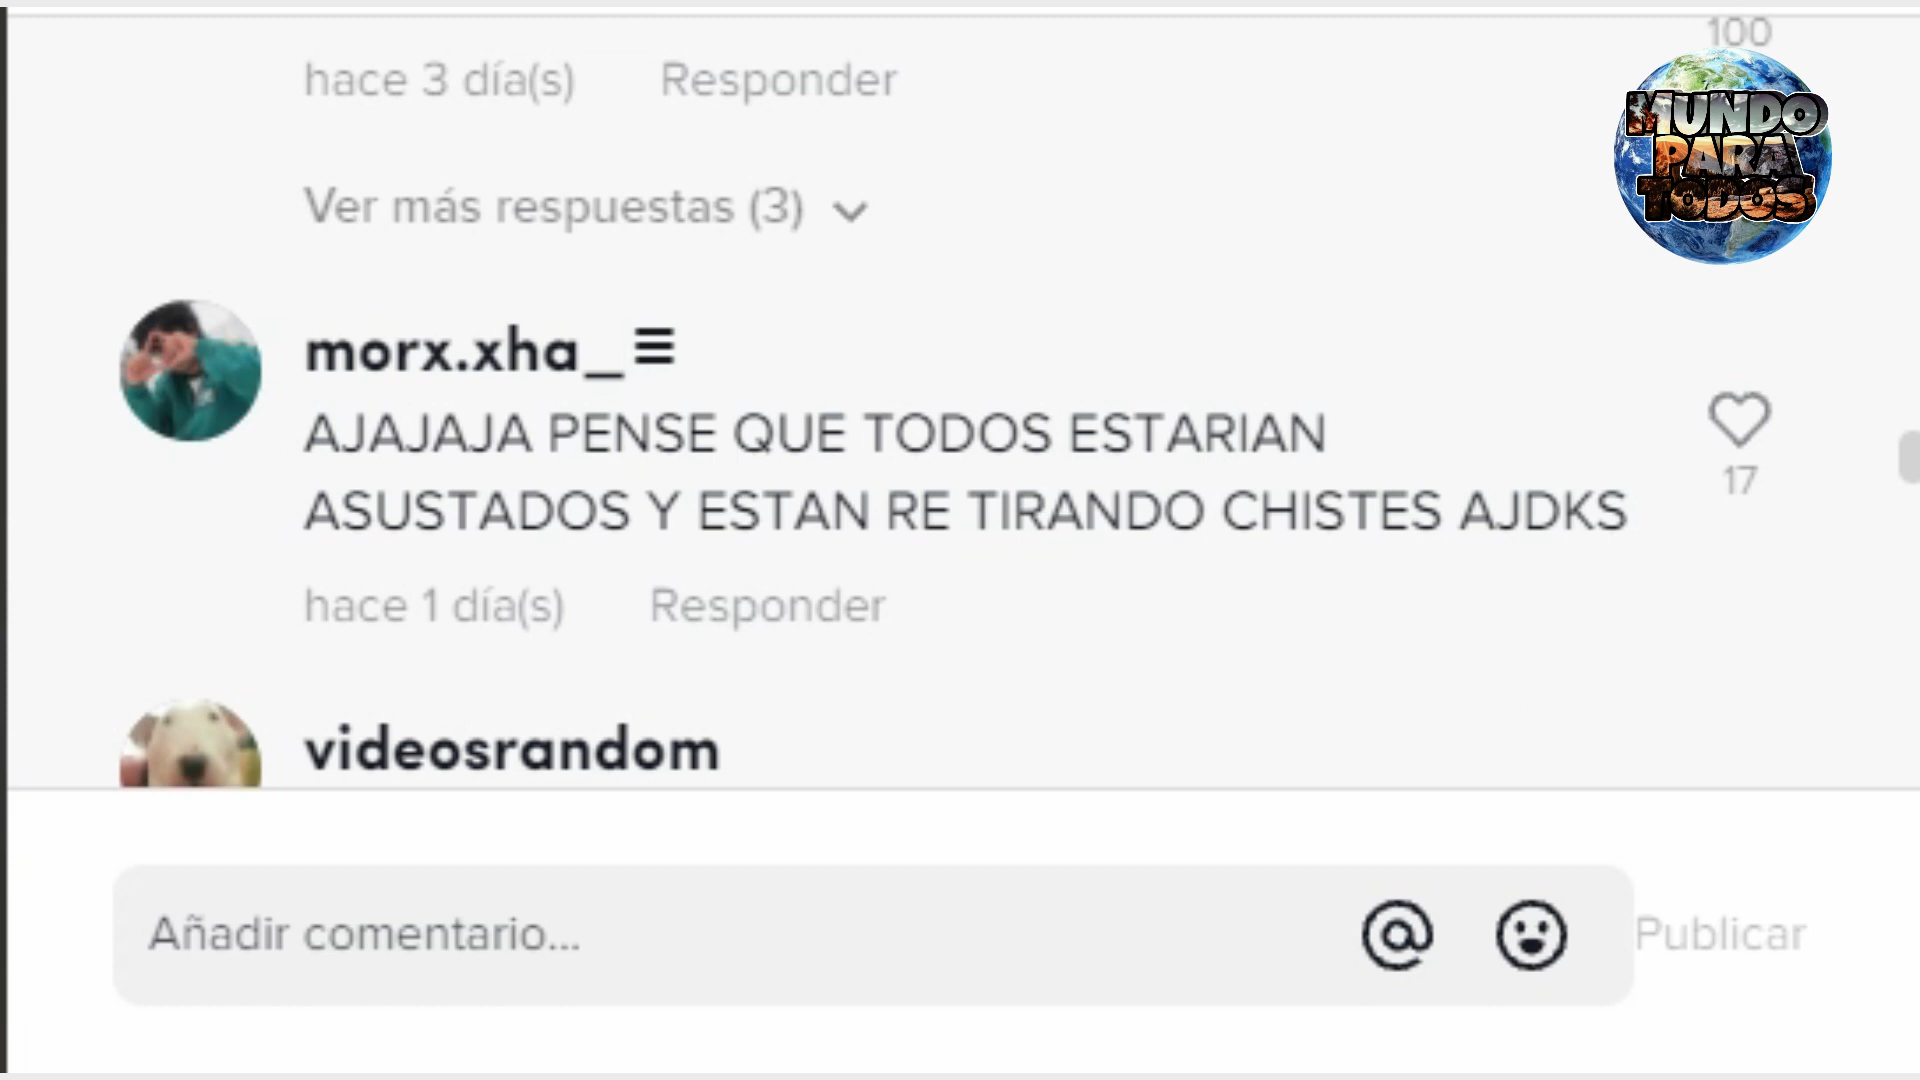 100
hace 3 día(s) Responder
MUNDO
PARA
TODOS
Ver más respuestas (3)
morx.xha_☰
AJAJAJA PENSE QUE TODOS ESTARIAN
ASUSTADOS Y ESTAN RE TIRANDO CHISTES AJDKS
17
hace 1 día(s) Responder
videosrandom
Añadir comentario... Publicar